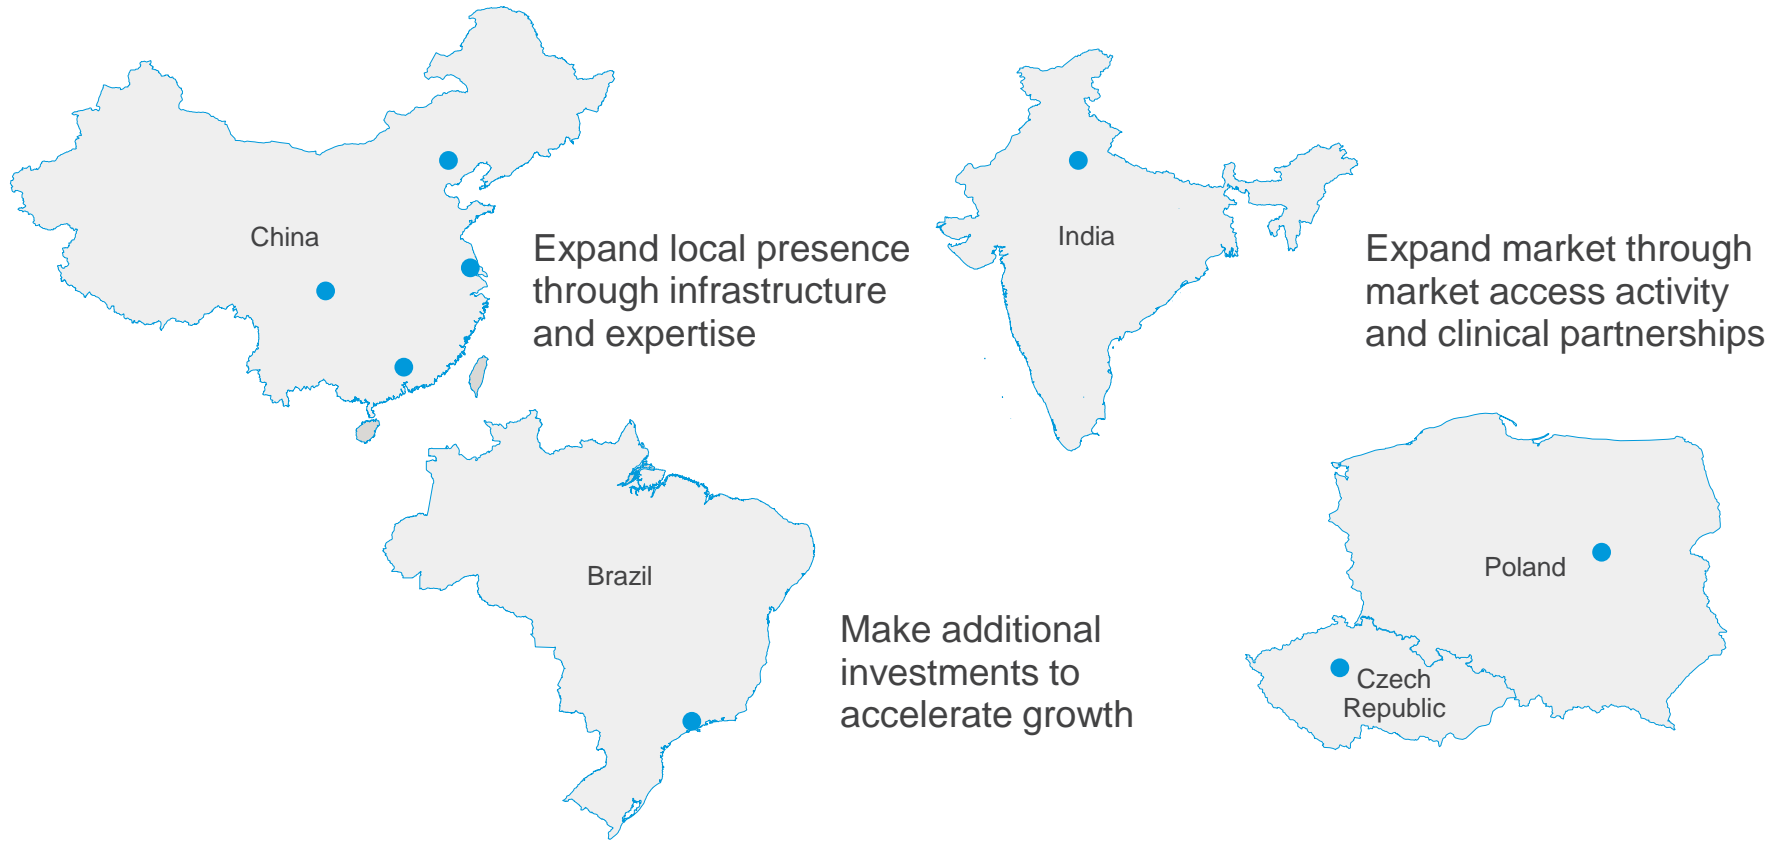 China
Expand local presence
through infrastructure
and expertise
India
Expand market through
market access activity
and clinical partnerships
Brazil
Make additional
investments to
accelerate growth
Poland
Czech
Republic